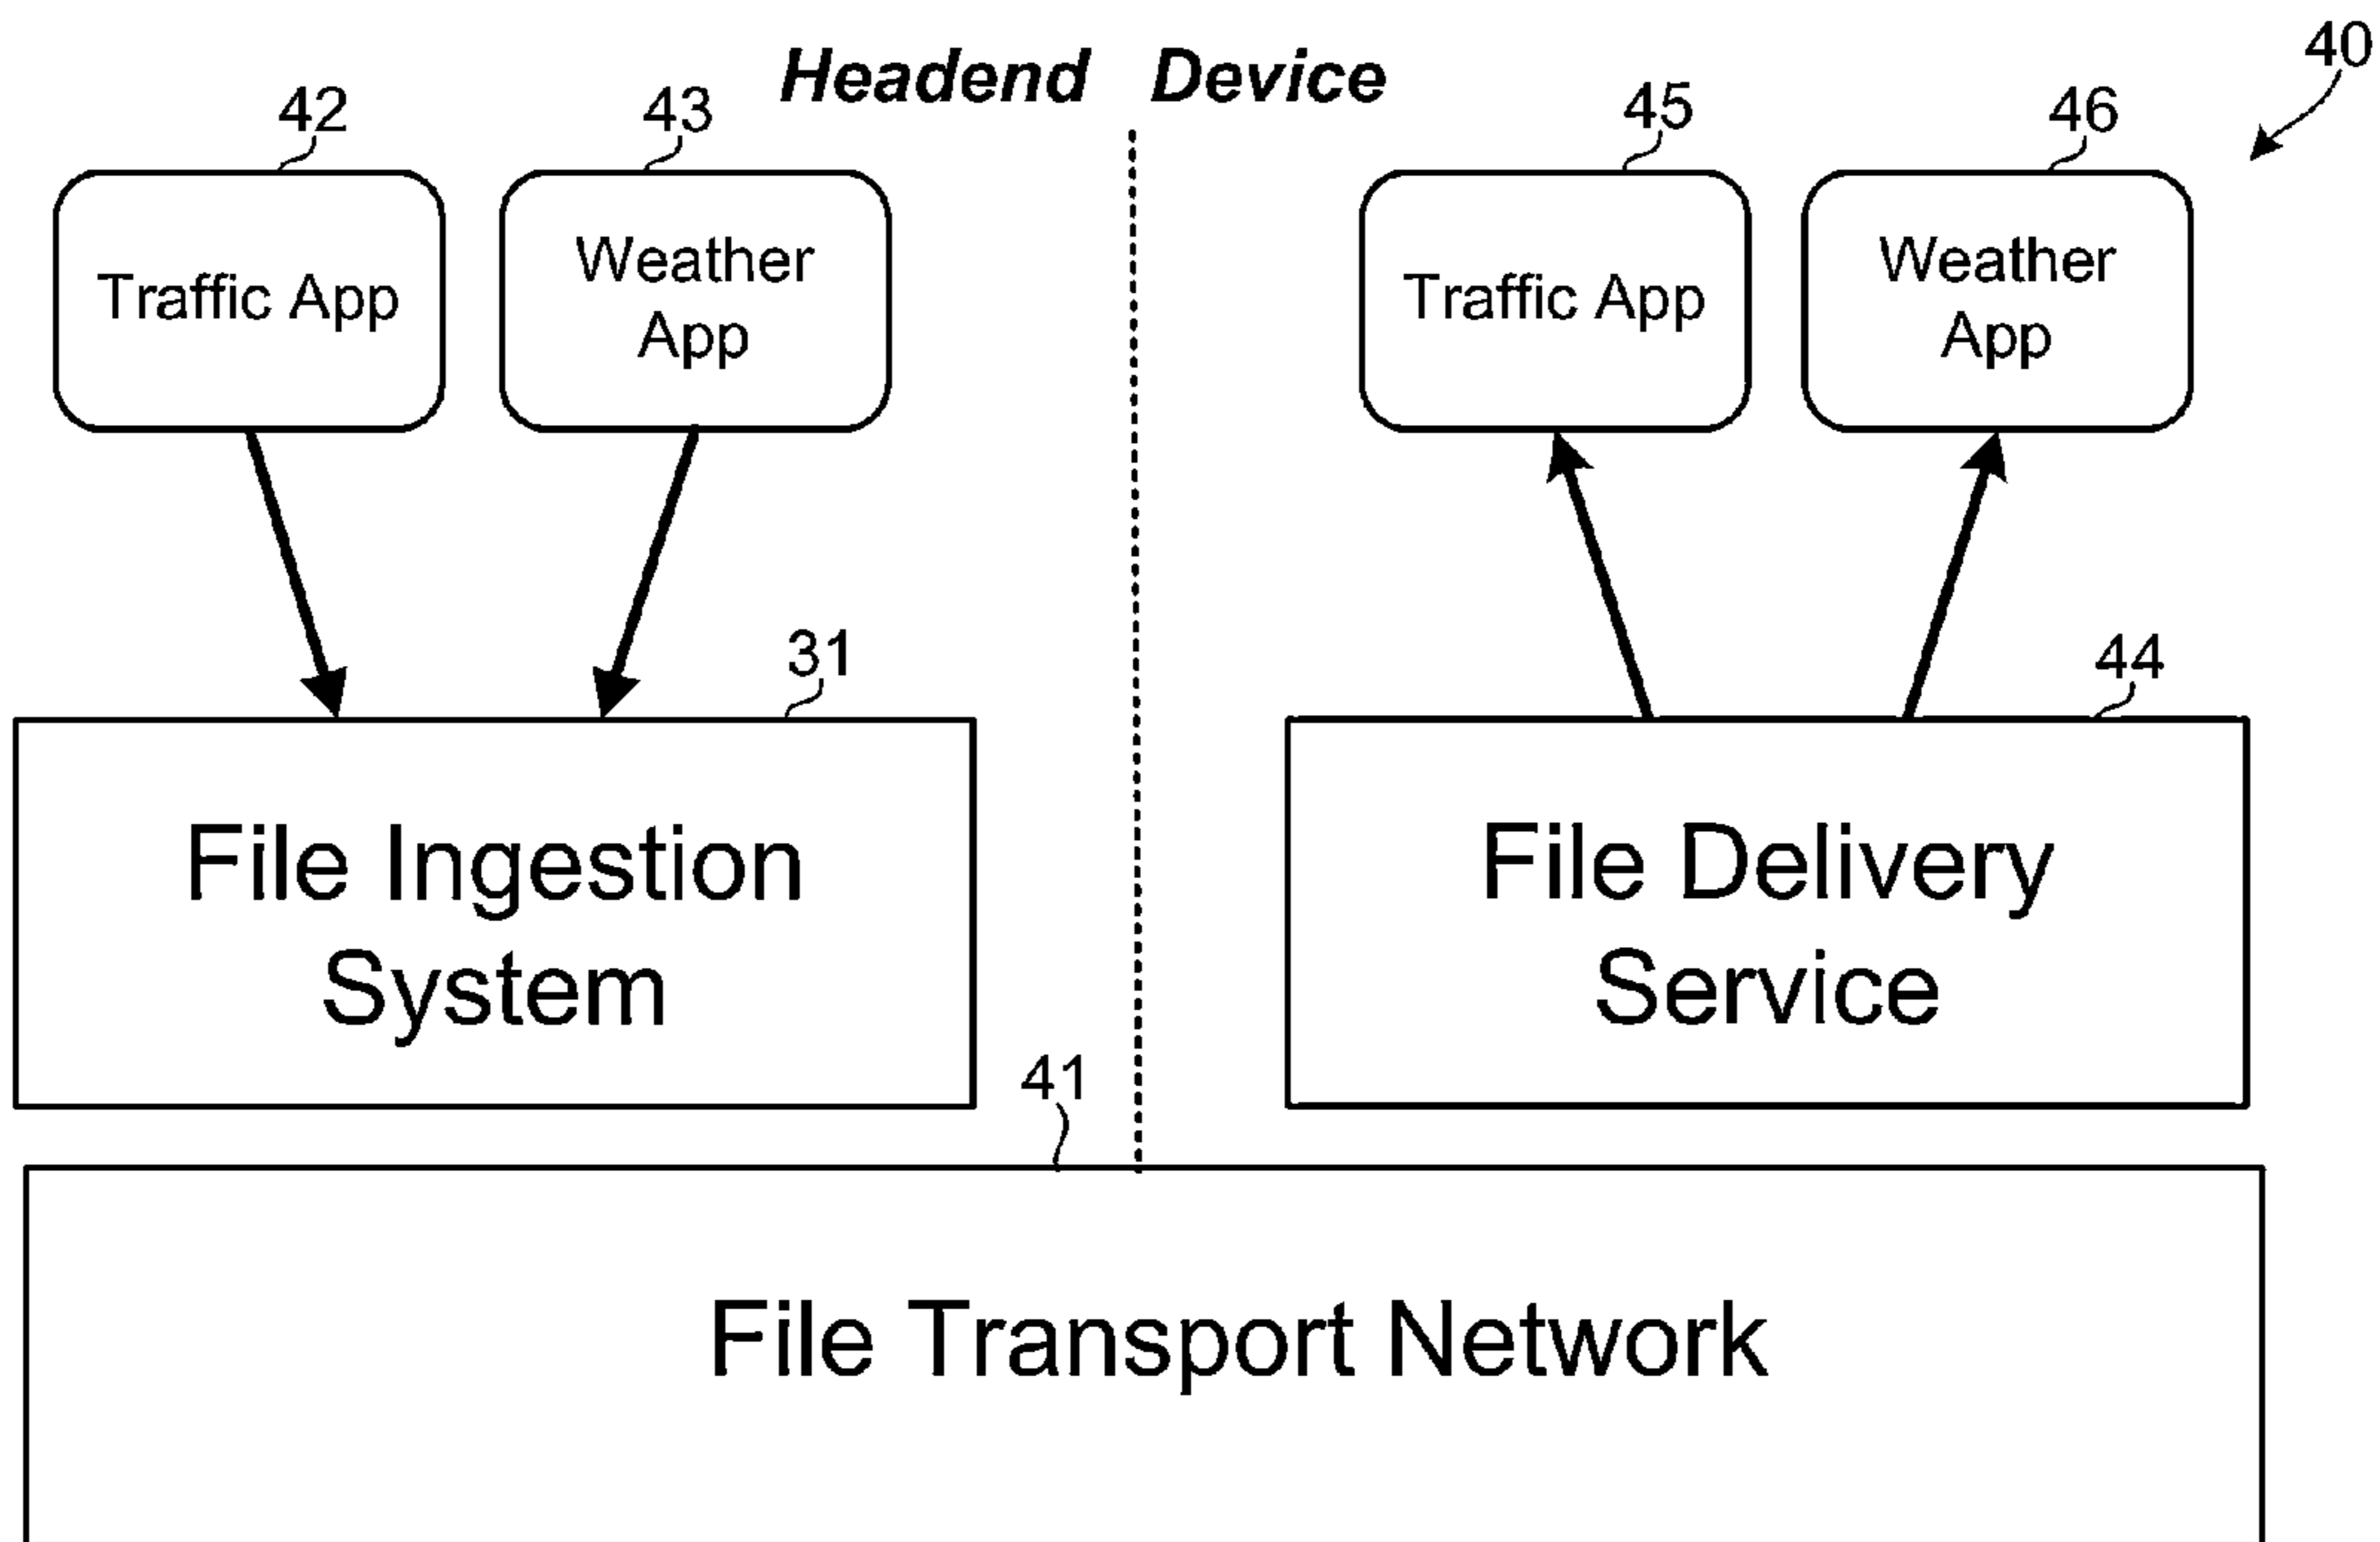 Headend Device
40
42
43
45
46
Traffic App
Weather
App
Traffic App
Weather
App
31
44
File Ingestion
System
File Delivery
Service
41
File Transport Network